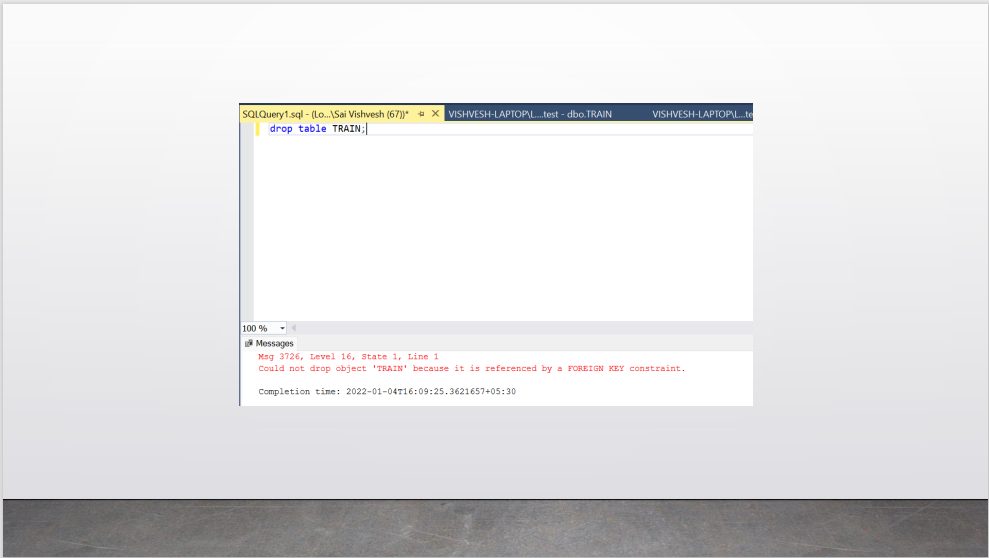 SQLQuery1.sql - (Lo...\Sai Vishvesh (67))* VISHVESH-LAPTOP\L....test - dbo.TRAIN VISHVESH-LAPTOP\L...te
drop table TRAIN;
100 %
Messages
Msg 3726, Level 16, State 1, Line 1
Could not drop object 'TRAIN' because it is referenced by a FOREIGN KEY constraint.
Completion time: 2022-01-04T16:09:25.3621657+05:30